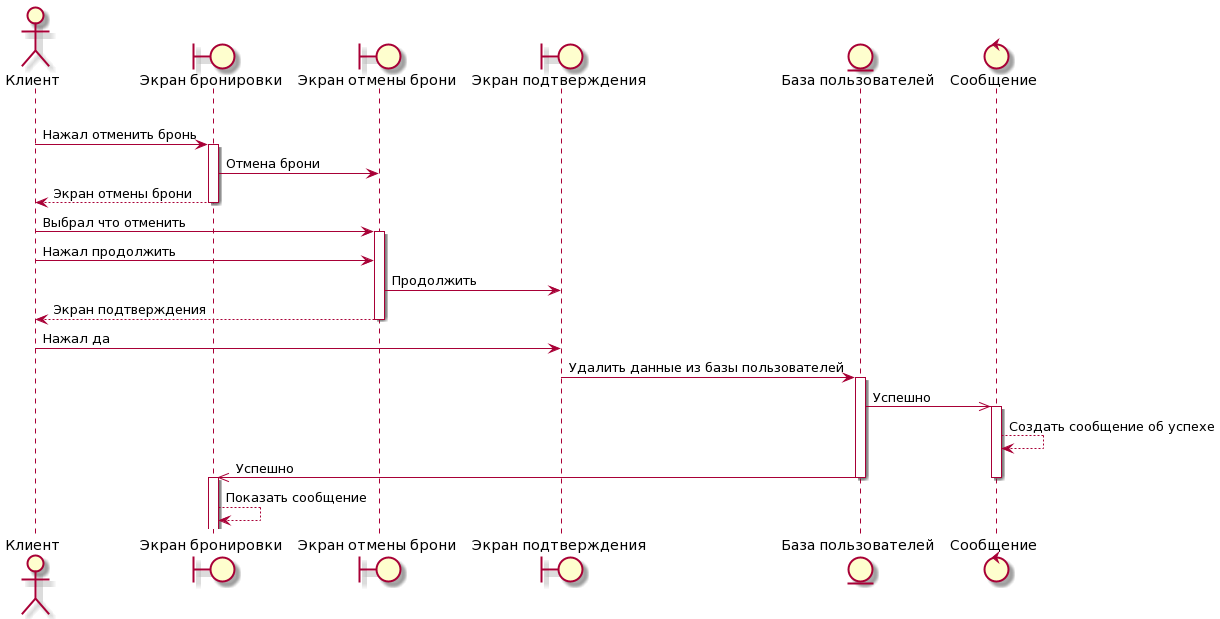 Клиент
Экран бронировки
Экран отмены брони
Экран подтверждения
База пользователей
Сообщение
Нажал отменить бронь
Отмена брони
Экран отмены брони
Выбрал что отменить
Нажал продолжить
Продолжить
Экран подтверждения
Нажал да
Удалить данные из базы пользователей
Успешно
Создать сообщение об успехе
Успешно
Показать сообщение
Клиент
Экран бронировки
Экран отмены брони
Экран подтверждения
База пользователей
Сообщение